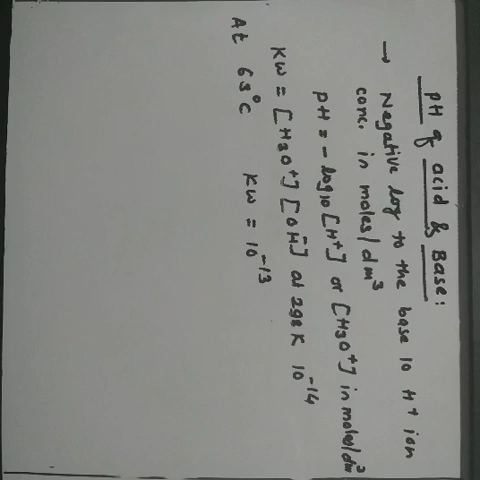 pH of acid & Base:
→ Negative log to the base 10 H+ ion
conc. in moles/dm³
pH = - log₁₀ [H⁺] or [H₃O⁺] in moles/dm³
KW = [H₃O⁺] [OH⁻] at 298 K 10⁻¹⁴
At 63°C KW = 10⁻¹³